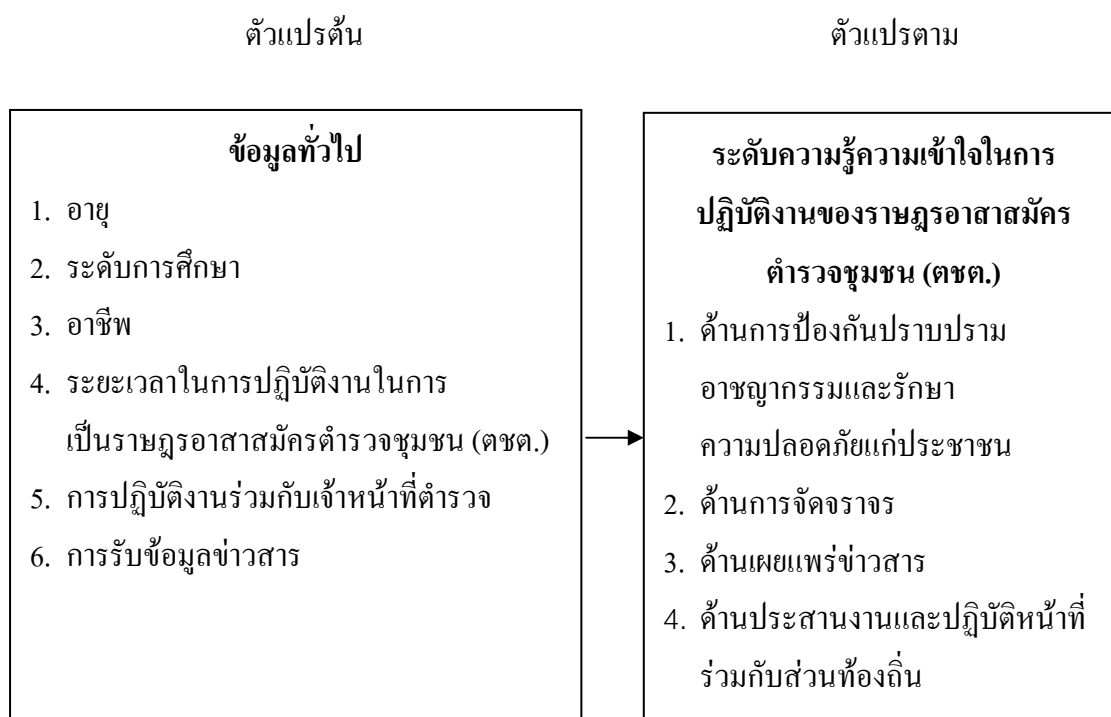 ตัวแปรต้น
ตัวแปรตาม
ข้อมูลทั่วไป
1. อายุ
2. ระดับการศึกษา
3. อาชีพ
4. ระยะเวลาในการปฏิบัติงานในการ
เป็นราษฎรอาสาสมัครตำรวจชุมชน (ตชต.)
5. การปฏิบัติงานร่วมกับเจ้าหน้าที่ตำรวจ
6. การรับข้อมูลข่าวสาร
ระดับความรู้ความเข้าใจในการ
ปฏิบัติงานของราษฎรอาสาสมัคร
ตำรวจชุมชน (ตชต.)
1. ด้านการป้องกันปราบปราม
อาชญากรรมและรักษา
ความปลอดภัยแก่ประชาชน
2. ด้านการจัดจราจร
3. ด้านเผยแพร่ข่าวสาร
4. ด้านประสานงานและปฏิบัติหน้าที่
ร่วมกับส่วนท้องถิ่น